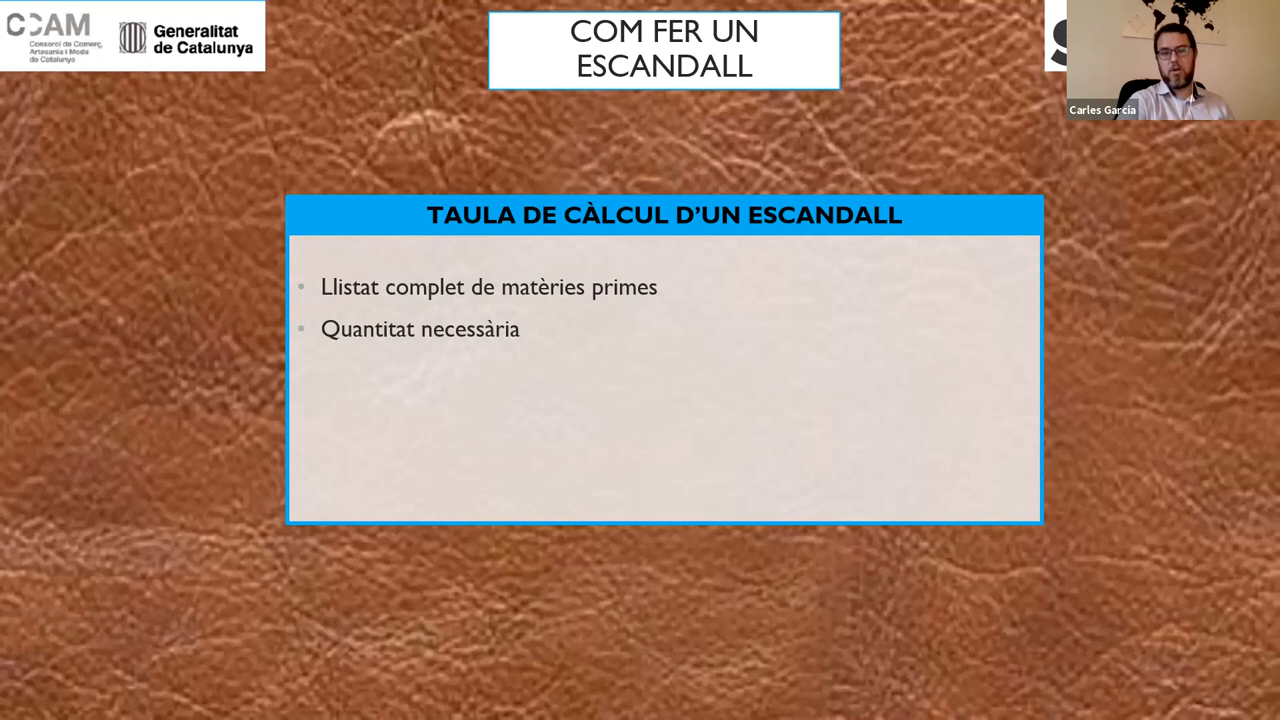 CCAM
Consorci de Comerç,
Artesania i Moda
de Catalunya
Generalitat
de Catalunya
COM FER UN
ESCANDALL
Carles Garcia
TAULA DE CÀLCUL D'UN ESCANDALL
• Llistat complet de matèries primes
• Quantitat necessària